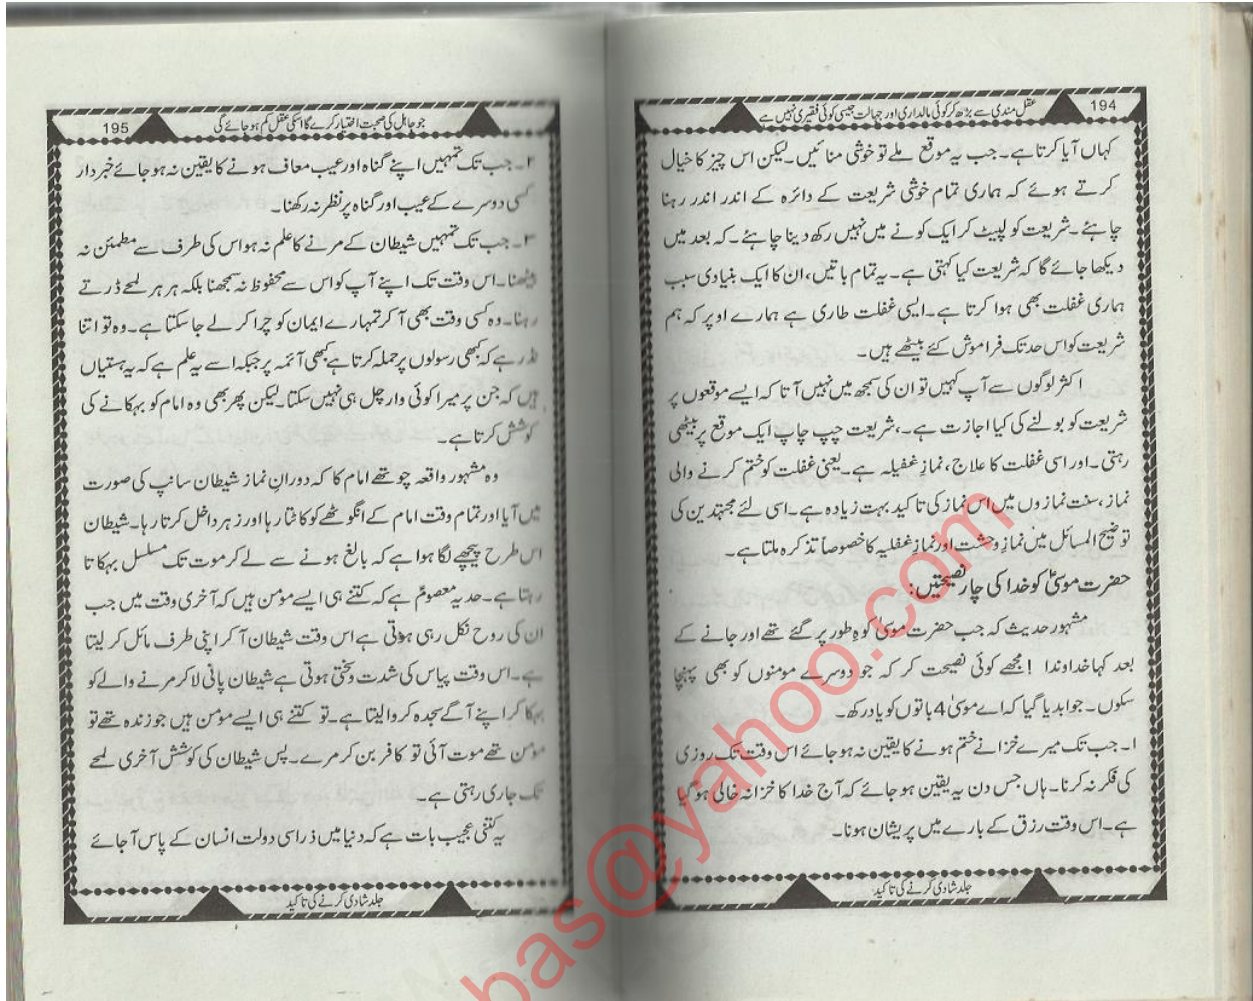 194
عقل مندی سے بڑھ کر کوئی مالداری اور جہالت جیسی کوئی فقیری نہیں ہے
کہاں آیا کرتا ہے۔ جب یہ موقع ملے تو خوشی منائیں۔ لیکن اس چیز کا خیال
کرتے ہوئے کہ ہماری تمام خوشی شریعت کے دائرہ کے اندر اندر رہنا
چاہئے۔ شریعت کو لپیٹ کر ایک کونے میں نہیں رکھ دینا چاہئے۔ کہ بعد میں
دیکھا جائے گا کہ شریعت کیا کہتی ہے۔ یہ تمام باتیں، ان کا ایک بنیادی سبب
ہماری غفلت بھی ہوا کرتا ہے۔ ایسی غفلت طاری ہے ہمارے اوپر کہ ہم
شریعت کو اس حد تک فراموش کئے بیٹھے ہیں۔
اکثر لوگوں سے آپ کہیں تو ان کی سمجھ میں نہیں آتا کہ ایسے موقعوں پر
شریعت کو بولنے کی کیا اجازت ہے۔، شریعت چپ چاپ ایک موقع پر بیٹھی
رہتی۔ اور اسی غفلت کا علاج، نماز غفیلہ ہے۔ یعنی غفلت کو ختم کرنے والی
نماز، سنت نمازوں میں اس نماز کی تاکید بہت زیادہ ہے۔ اسی لئے مجتہدین کی
توضیح المسائل میں نمازِ وحشت اور نمازِ غفلیہ کا خصوصاً تذکرہ ملتا ہے۔
حضرت موسیٰؑ کو خدا کی چار نصیحتیں:
مشہور حدیث کہ جب حضرت موسیٰ کوہ طور پر گئے تھے اور جانے کے
بعد کہا خداوندا ! مجھے کوئی نصیحت کر کہ جو دوسرے مومنوں کو بھی پہنچا
سکوں۔ جواب دیا گیا کہ اے موسیٰ 4 باتوں کو یاد رکھ۔
۱۔ جب تک میرے خزانے ختم ہونے کا یقین نہ ہو جائے اس وقت تک روزی
کی فکر نہ کرنا۔ ہاں جس دن یہ یقین ہو جائے کہ آج خدا کا خزانہ خالی ہو گیا
ہے۔ اس وقت رزق کے بارے میں پریشان ہونا۔
جلد شادی کرنے کی تاکید
195
جو جاہل کی صحبت اختیار کرے گا اسکی عقل کم ہو جائے گی
۲۔ جب تک تمہیں اپنے گناہ اور عیب معاف ہونے کا یقین نہ ہو جائے خبردار
کسی دوسرے کے عیب اور گناہ پر نظر نہ رکھنا۔
۳۔ جب تک تمہیں شیطان کے مرنے کا علم نہ ہو اس کی طرف سے مطمئن نہ
بیٹھنا۔ اس وقت تک اپنے آپ کو اس سے محفوظ نہ سمجھنا بلکہ ہر ہر لمحے ڈرتے
رہنا۔ وہ کسی وقت بھی آ کر تمہارے ایمان کو چرا کر لے جا سکتا ہے۔ وہ تو اتنا
نڈر ہے کہ کبھی رسولوں پر حملہ کرتا ہے کبھی آئمہ پر جبکہ اسے یہ علم ہے کہ یہ ہستیاں
ہیں کہ جن پر میرا کوئی وار چل ہی نہیں سکتا لیکن پھر بھی وہ امام کو بہکانے کی
کوشش کرتا ہے۔
وہ مشہور واقعہ چوتھے امام کا کہ دورانِ نماز شیطان سانپ کی صورت
میں آیا اور تمام وقت امام کے انگوٹھے کو کاٹتا رہا اور زہر داخل کرتا رہا۔ شیطان
اس طرح پیچھے لگا ہوا ہے کہ بالغ ہونے سے لے کر موت تک مسلسل بہکاتا
رہتا ہے۔ حدیہ معصومؑ ہے کہ کتنے ہی ایسے مؤمن ہیں کہ آخری وقت میں جب
ان کی روح نکل رہی ہوتی ہے اس وقت شیطان آ کر اپنی طرف مائل کر لیتا
ہے۔ اس وقت پیاس کی شدت و سختی ہوتی ہے شیطان پانی لا کر مرنے والے کو
بہکا کر اپنے آگے سجدہ کروا لیتا ہے۔ تو کتنے ہی ایسے مؤمن ہیں جو زندہ تھے تو
مؤمن تھے موت آئی تو کافر بن کر مرے۔ پس شیطان کی کوشش آخری لمحے
تک جاری رہتی ہے۔
یہ کتنی عجیب بات ہے کہ دنیا میں ذرا سی دولت انسان کے پاس آ جائے
جلد شادی کرنے کی تاکید
bas@yahoo.com